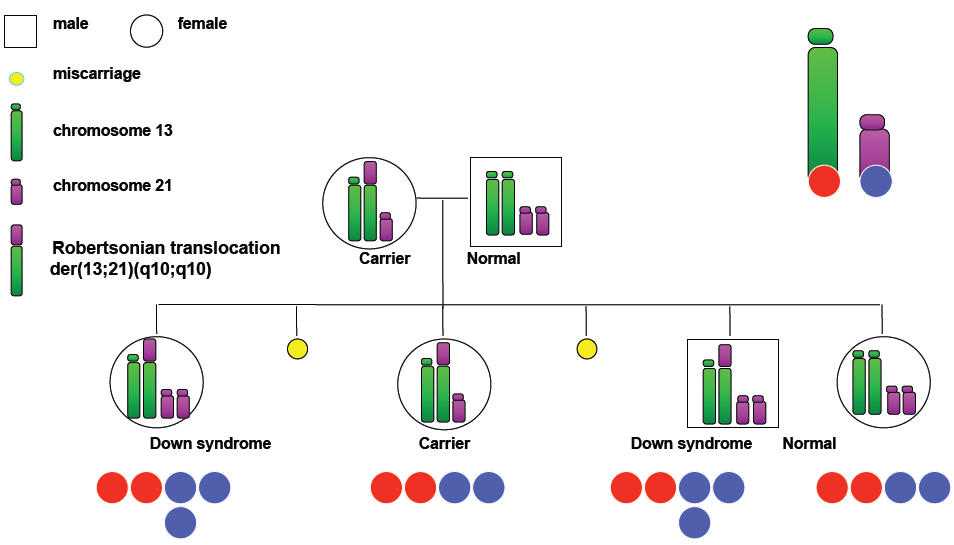 male
female
miscarriage
chromosome 13
chromosome 21
Robertsonian translocation
der(13;21)(q10;q10)
Carrier
Normal
Down syndrome
Carrier
Down syndrome
Normal